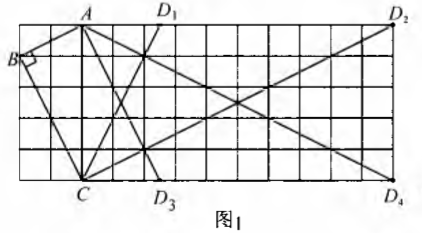 A D₁ D₂
B
C D₃ D₄
图1